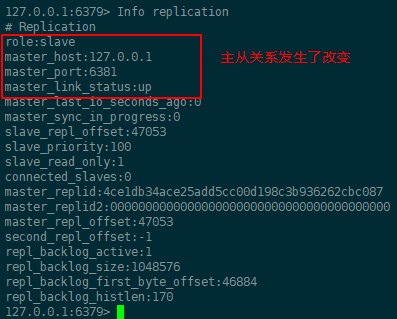 127.0.0.1:6379> Info replication
# Replication
role:slave
master_host:127.0.0.1
master_port:6381
master_link_status:up
主从关系发生了改变
master_last_io_seconds_ago:0
master_sync_in_progress:0
slave_repl_offset:47053
slave_priority:100
slave_read_only:1
connected_slaves:0
master_replid:4ce1db34ace25add5cc00d198c3b936262cbc087
master_replid2:0000000000000000000000000000000000000000
master_repl_offset:47053
second_repl_offset:-1
repl_backlog_active:1
repl_backlog_size:1048576
repl_backlog_first_byte_offset:46884
repl_backlog_histlen:170
127.0.0.1:6379>